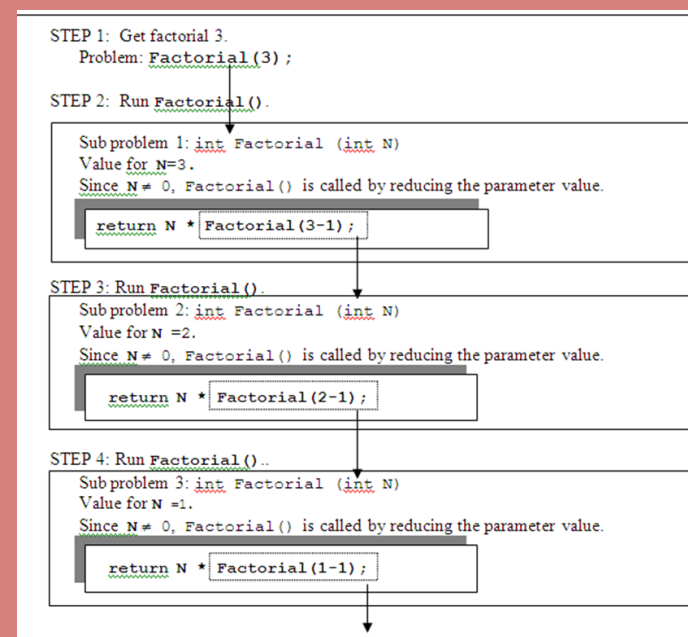 STEP 1: Get factorial 3.
Problem: Factorial(3);
STEP 2: Run Factorial().
Sub problem 1: int Factorial (int N)
Value for N=3.
Since N≠ 0, Factorial() is called by reducing the parameter value.
return N * Factorial(3-1);
STEP 3: Run Factorial().
Sub problem 2: int Factorial (int N)
Value for N =2.
Since N≠ 0, Factorial() is called by reducing the parameter value.
return N * Factorial(2-1);
STEP 4: Run Factorial()..
Sub problem 3: int Factorial (int N)
Value for N =1.
Since N≠ 0, Factorial() is called by reducing the parameter value.
return N * Factorial(1-1);